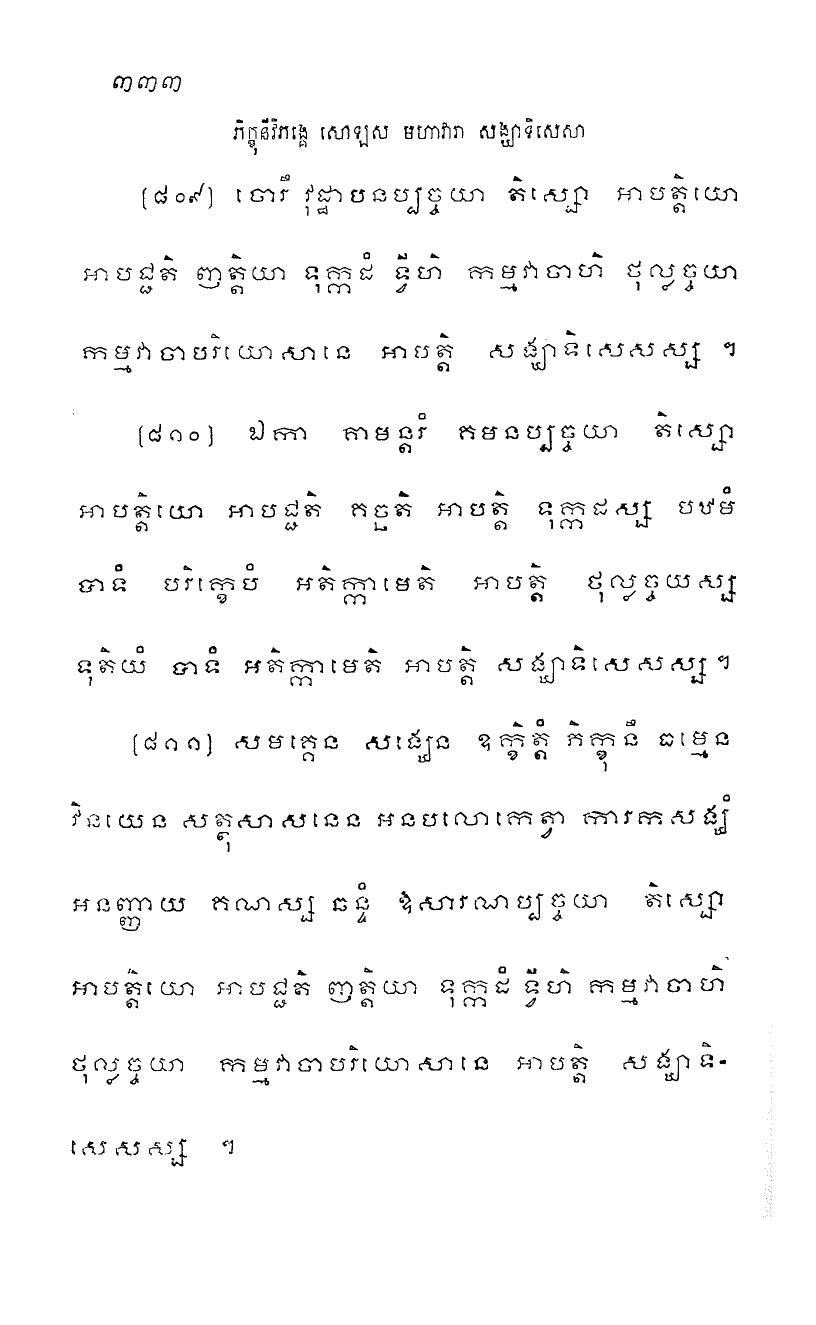 ៣៣៣
ភិក្ខុនីវិភង្គេ សោឡស មហាវារា សង្ឃាទិសេសា
(៨០៩) ចោរឹ វុដ្ឋាបនប្បច្ចយា តិស្សោ អាបត្តិយោ
អាបជ្ជតិ ញត្តិយា ទុក្កដំ ទ្វីហិ កម្មវាចាហិ ថុល្លច្ចយា
កម្មវាចាបរិយោសានេ អាបត្តិ សង្ឃាទិសេសស្ស ។
(៨១០) ឯកា គាមន្តរំ គមនប្បច្ចយា តិស្សោ
អាបត្តិយោ អាបជ្ជតិ គច្ឆតិ អាបត្តិ ទុក្កដស្ស បឋមំ
បាទំ បរិក្ខេបំ អតិក្កាមេតិ អាបត្តិ ថុល្លច្ចយស្ស
ទុតិយំ បាទំ អតិក្កាមេតិ អាបត្តិ សង្ឃាទិសេសស្ស។
(៨១១) សមគ្គេន សង្ឃេន ឧក្ខិត្តំ ភិក្ខុនឹ ធម្មេន
វិនយេន សត្ថុសាសនេន អនបលោកេត្វា ការកសង្ឃំ
អនញ្ញាយ គណស្ស ឆន្ទំ ឱសារណប្បច្ចយា តិស្សោ
អាបត្តិយោ អាបជ្ជតិ ញត្តិយា ទុក្កដំ ទ្វីហិ កម្មវាចាហិ
ថុល្លច្ចយា កម្មវាចាបរិយោសានេ អាបត្តិ សង្ឃាទិ-
សេសស្ស ។